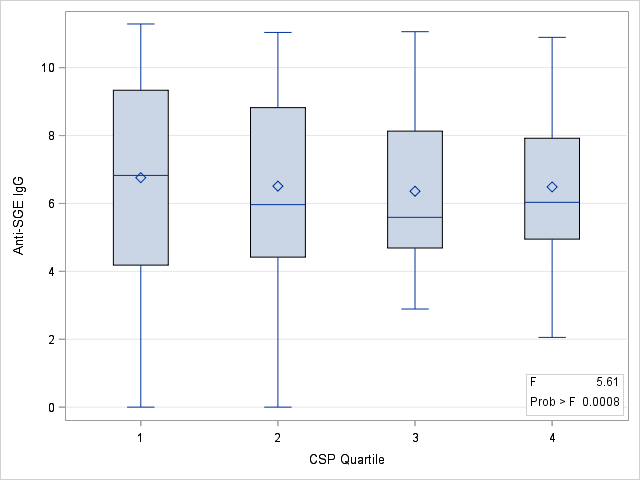 10
8
6
4
2
0
Anti-SGE IgG
F 5.61
Prob > F 0.0008
1 2 3 4
CSP Quartile